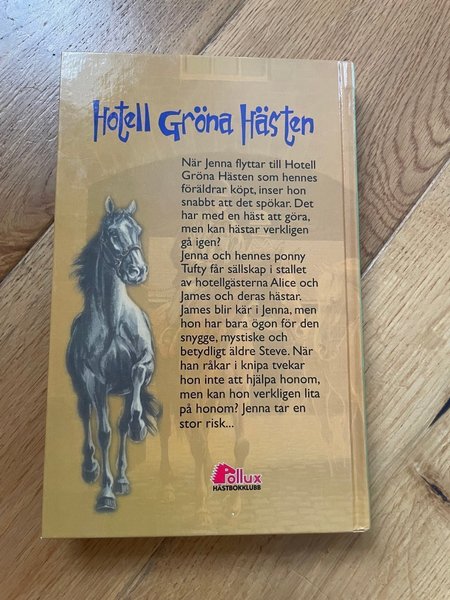 Hotell Gröna Hästen
När Jenna flyttar till Hotell
Gröna Hästen som hennes
föräldrar köpt, inser hon
snabbt att det spökar. Det
har med en häst att göra,
men kan hästar verkligen
gå igen?
Jenna och hennes ponny
Tufty får sällskap i stallet
av hotellgästerna Alice och
James och deras hästar.
James blir kär i Jenna, men
hon har bara ögon för den
snygge, mystiske och
betydligt äldre Steve. När
han råkar i knipa tvekar
hon inte att hjälpa honom,
men kan hon verkligen lita
på honom? Jenna tar en
stor risk...
Pollux
HÄSTBOKKLUBB